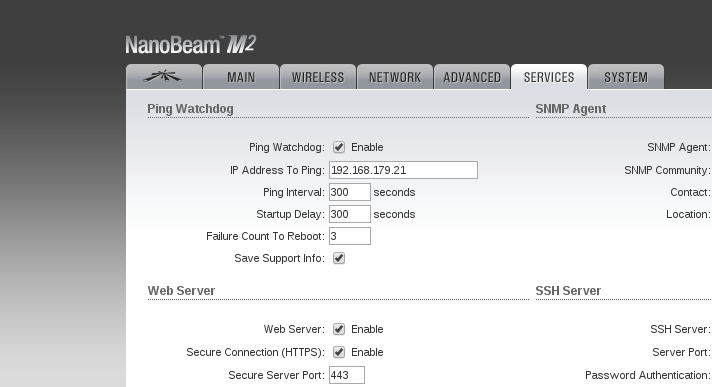 NanoBeam™ M2
MAIN WIRELESS NETWORK ADVANCED SERVICES SYSTEM
Ping Watchdog
Ping Watchdog: Enable
IP Address To Ping: 192.168.179.21
Ping Interval: 300 seconds
Startup Delay: 300 seconds
Failure Count To Reboot: 3
Save Support Info:
SNMP Agent
SNMP Agent:
SNMP Community:
Contact:
Location:
Web Server
Web Server: Enable
Secure Connection (HTTPS): Enable
Secure Server Port: 443
SSH Server
SSH Server:
Server Port:
Password Authentication: